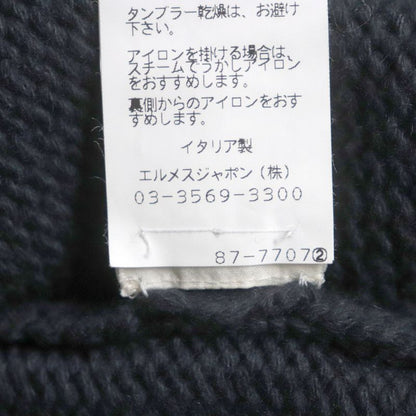 タンブラー乾燥は、お避け
下さい。
アイロンを掛ける場合は、
スチームでうかしアイロン
をおすすめします。
裏側からのアイロンをおす
すめします。
イタリア製
エルメスジャポン(株)
03-3569-3300
87-7707②